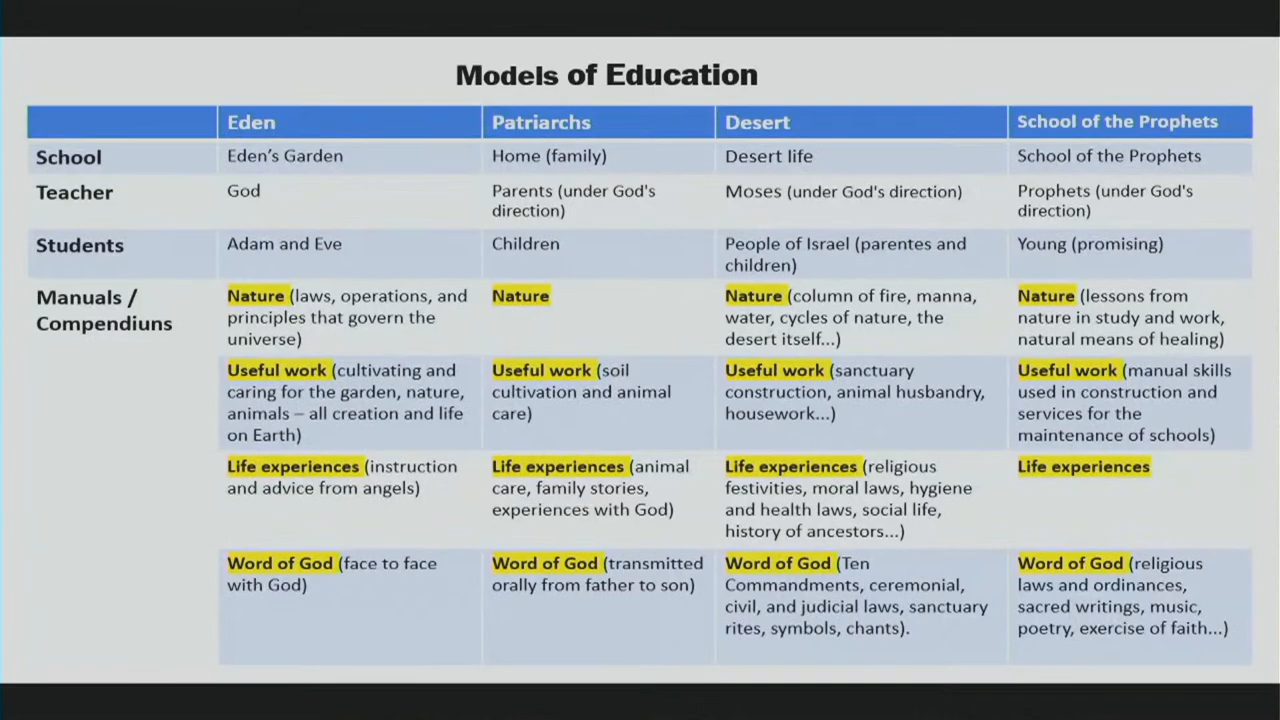 Models of Education
Eden
Patriarchs
Desert
School of the Prophets
School
Eden's Garden
Home (family)
Desert life
School of the Prophets
Teacher
God
Parents (under God's
direction)
Moses (under God's direction)
Prophets (under God's
direction)
Students
Adam and Eve
Children
People of Israel (parentes and
children)
Young (promising)
Manuals /
Compendiuns
Nature (laws, operations, and
principles that govern the
universe)
Nature
Nature (column of fire, manna,
water, cycles of nature, the
desert itself...)
Nature (lessons from
nature in study and work,
natural means of healing)
Useful work (cultivating and
caring for the garden, nature,
animals – all creation and life
on Earth)
Useful work (soil
cultivation and animal
care)
Useful work (sanctuary
construction, animal husbandry,
housework...)
Useful work (manual skills
used in construction and
services for the
maintenance of schools)
Life experiences (instruction
and advice from angels)
Life experiences (animal
care, family stories,
experiences with God)
Life experiences (religious
festivities, moral laws, hygiene
and health laws, social life,
history of ancestors...)
Life experiences
Word of God (face to face
with God)
Word of God (transmitted
orally from father to son)
Word of God (Ten
Commandments, ceremonial,
civil, and judicial laws, sanctuary
rites, symbols, chants).
Word of God (religious
laws and ordinances,
sacred writings, music,
poetry, exercise of faith...)